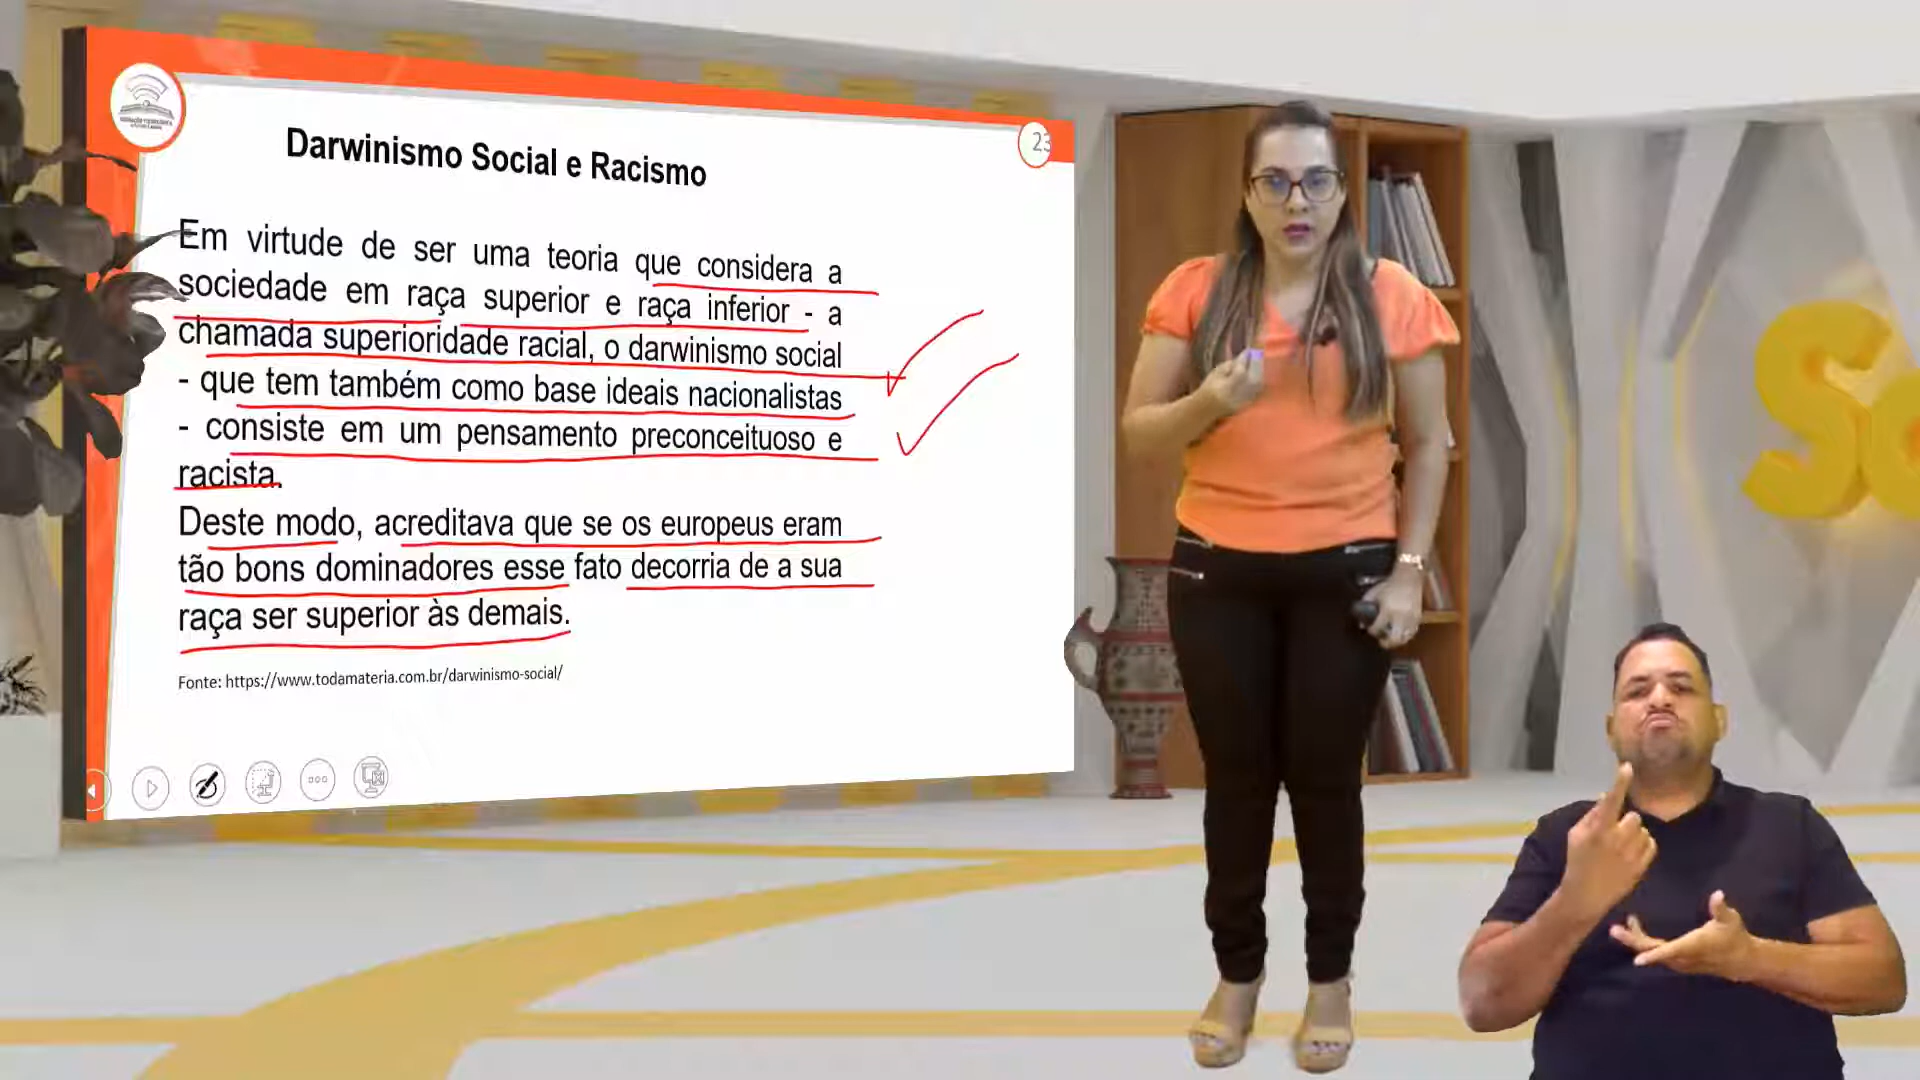 23
Darwinismo Social e Racismo
Em virtude de ser uma teoria que considera a
sociedade em raça superior e raça inferior - a
chamada superioridade racial, o darwinismo social
- que tem também como base ideais nacionalistas
- consiste em um pensamento preconceituoso e
racista.
Deste modo, acreditava que se os europeus eram
tão bons dominadores esse fato decorria de a sua
raça ser superior às demais.
Fonte: https://www.todamateria.com.br/darwinismo-social/
So